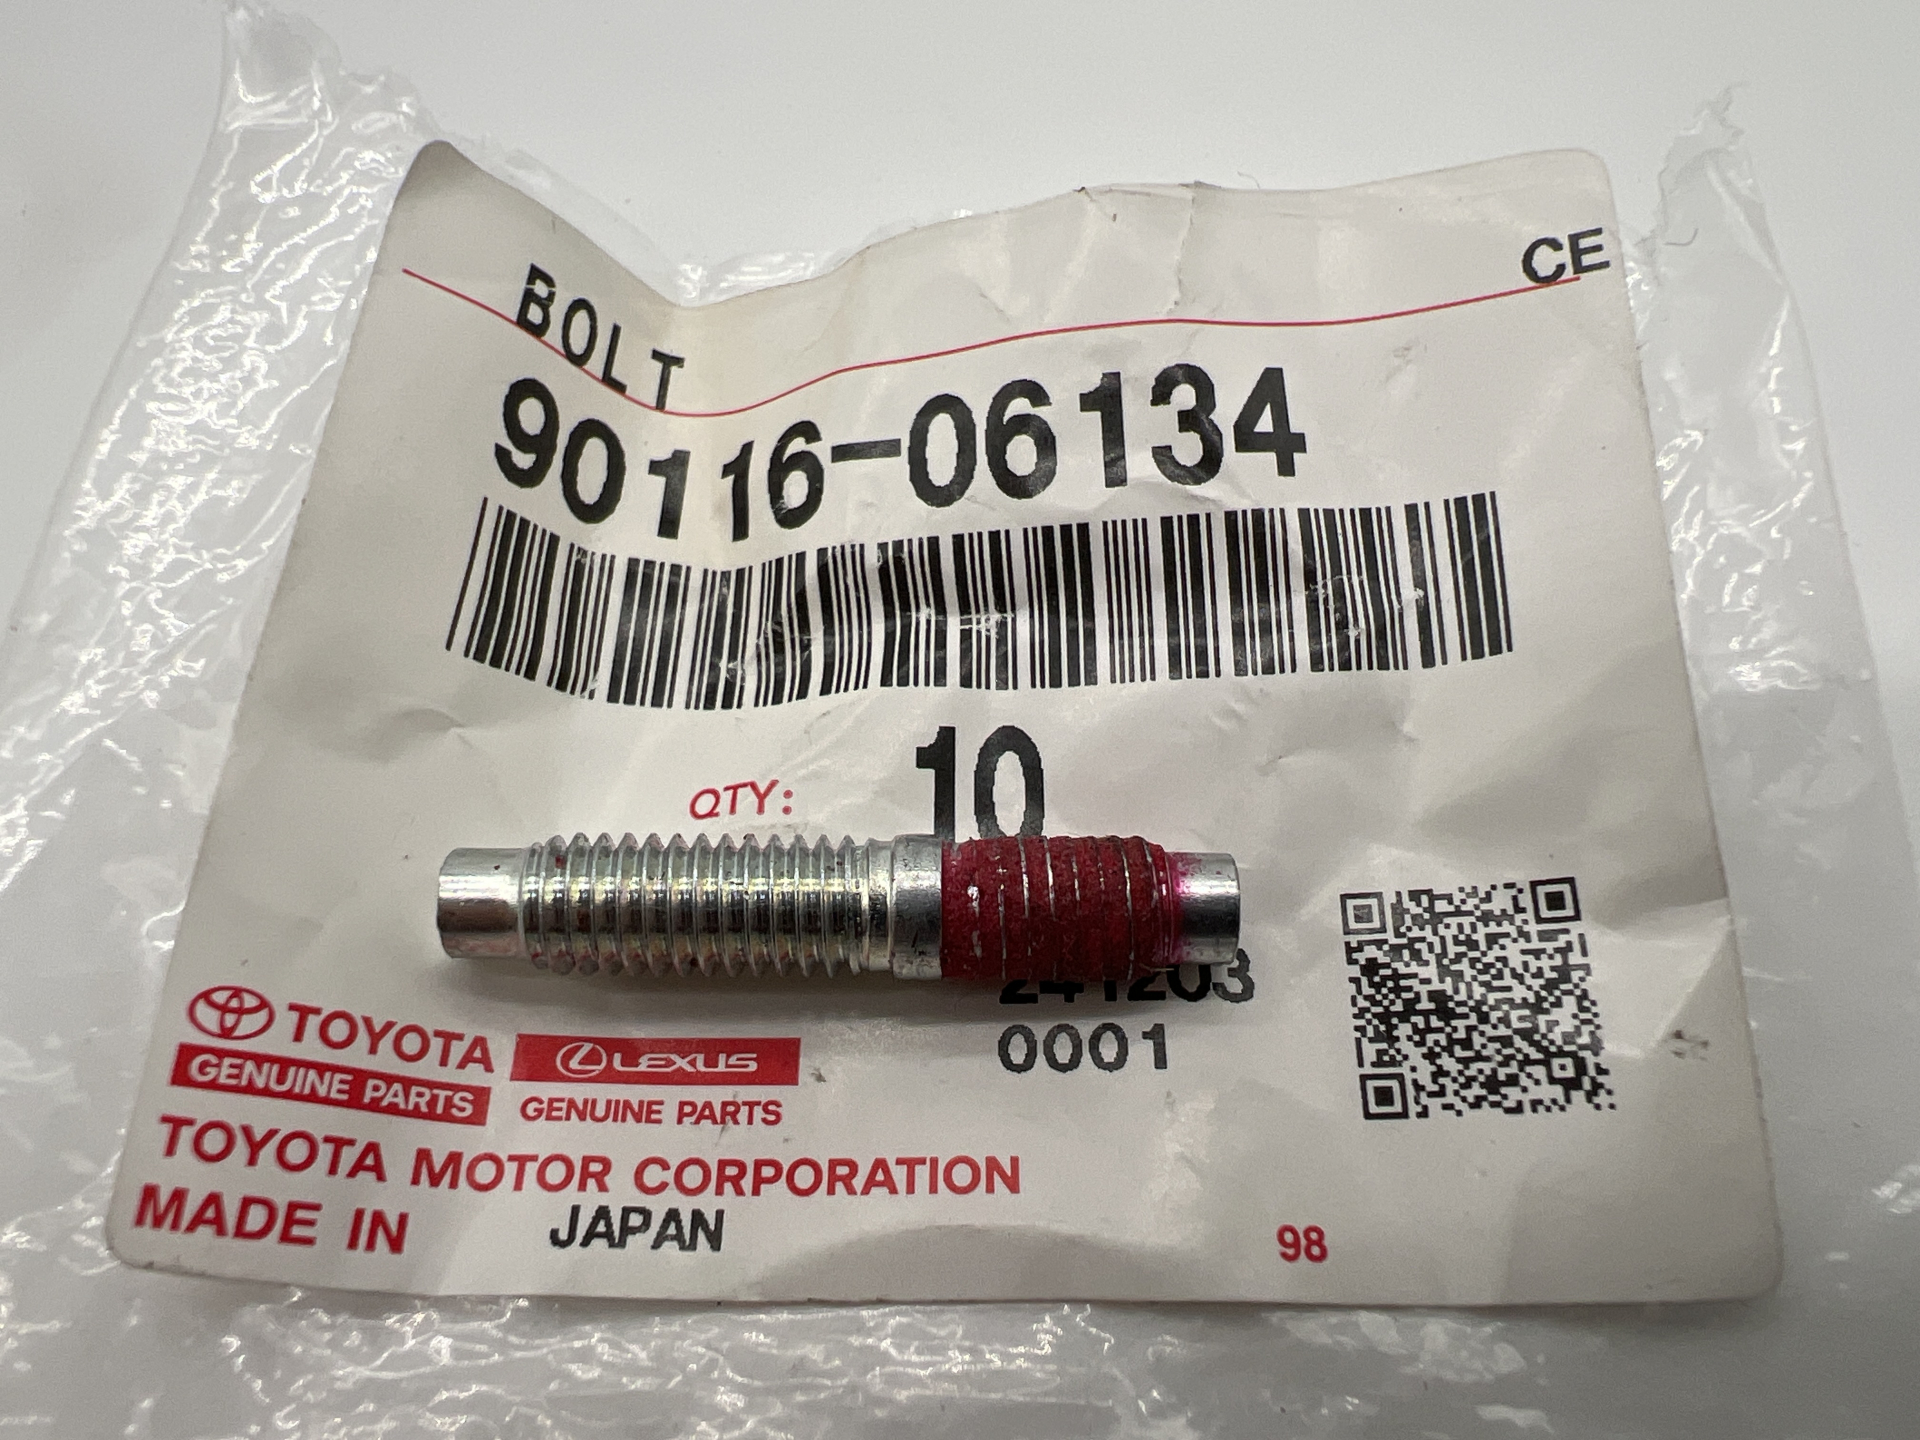 CE
BOLT
90116-06134
10
QTY:
241203
0001
TOYOTA
GENUINE PARTS
LEXUS
GENUINE PARTS
TOYOTA MOTOR CORPORATION
MADE IN JAPAN
98